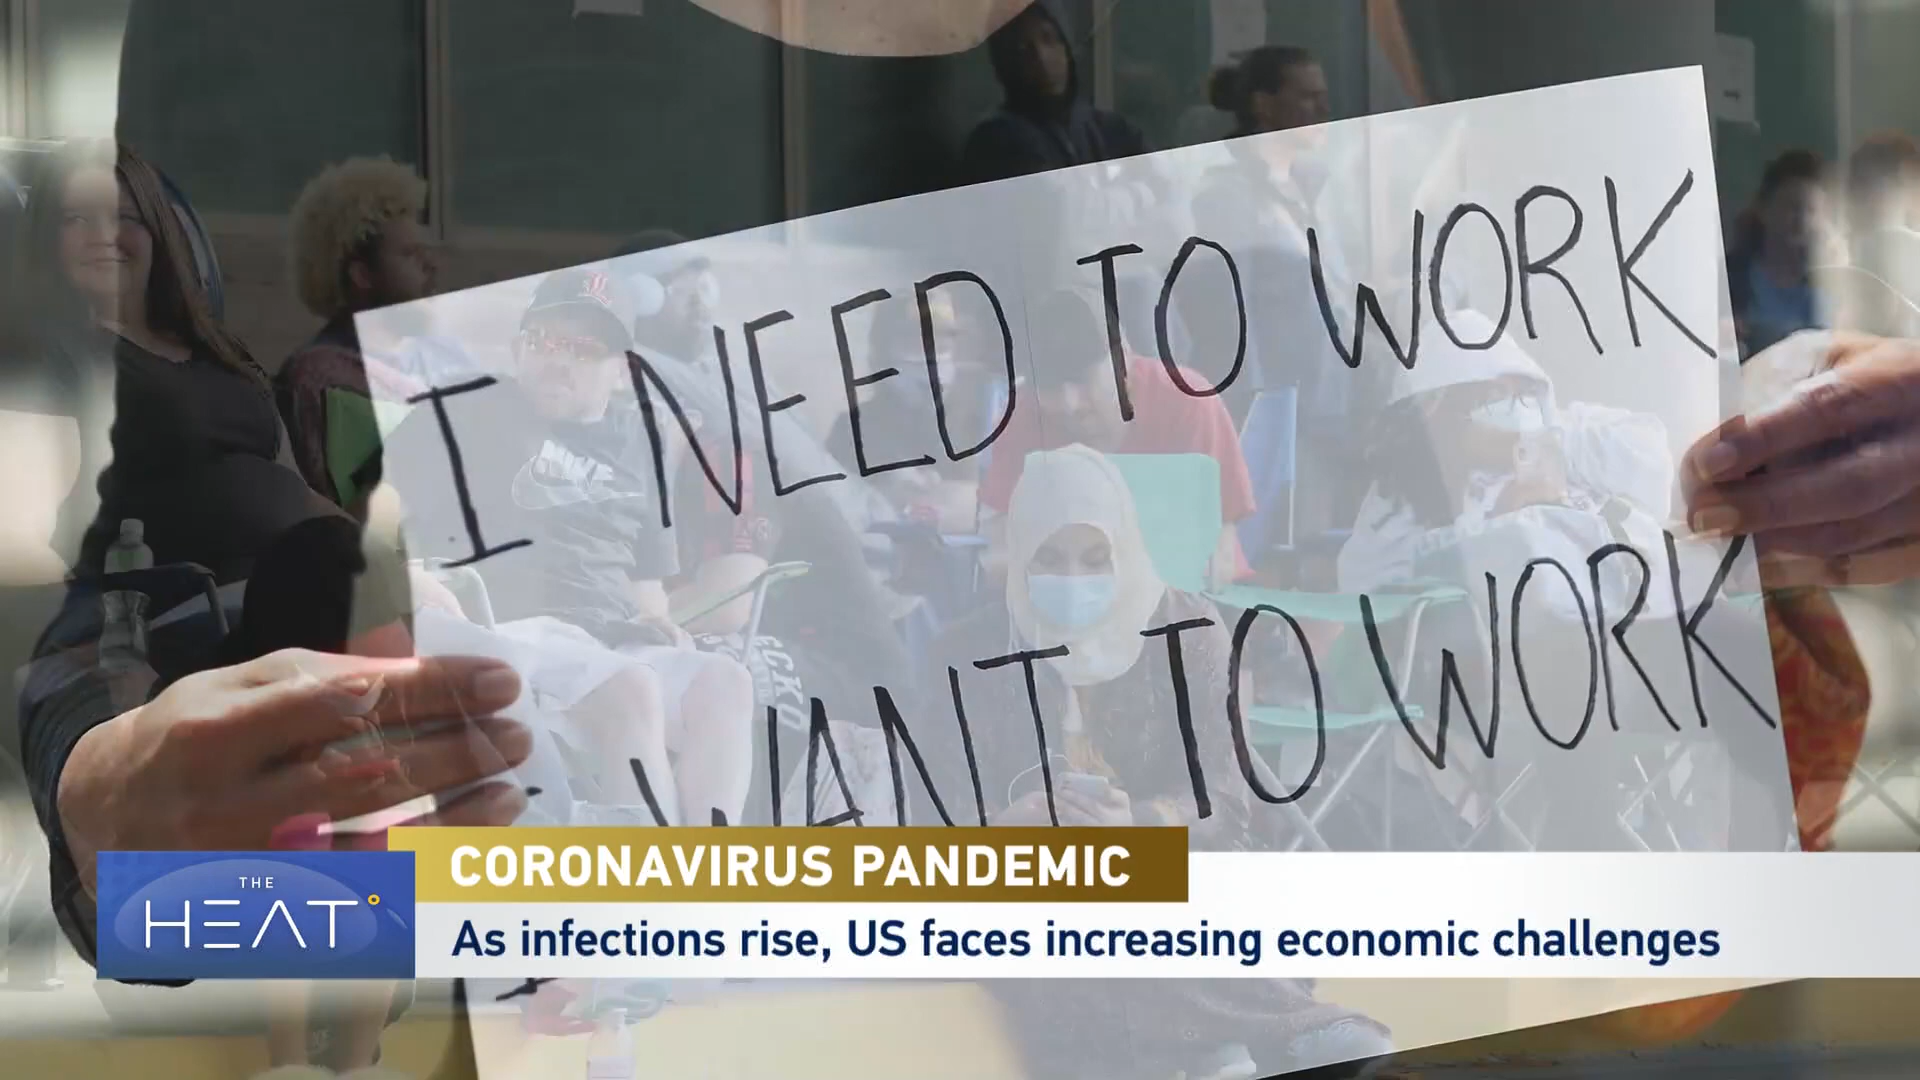 I NEED TO WORK
I WANT TO WORK
CORONAVIRUS PANDEMIC
THE
HEAT
As infections rise, US faces increasing economic challenges